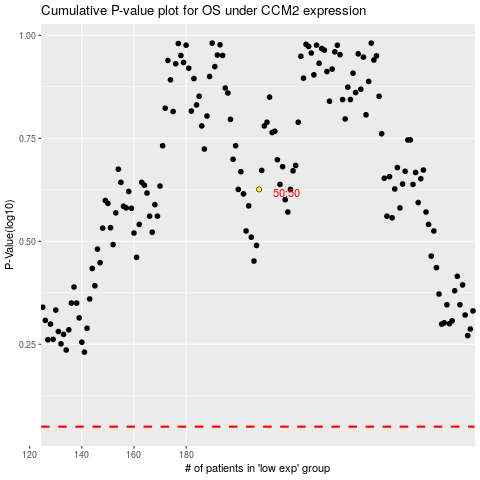 Cumulative P-value plot for OS under CCM2 expression
P-Value(log10)
1.00
0.75
0.50
0.25
50:50
120 140 160 180
# of patients in 'low exp' group